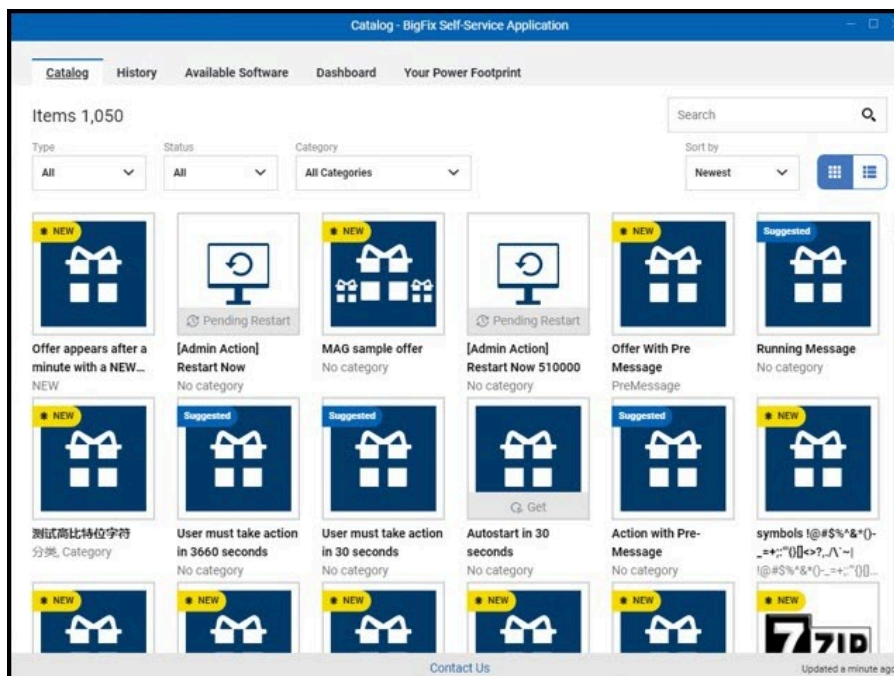 Catalog - BigFix Self-Service Application
Catalog History Available Software Dashboard Your Power Footprint
Items 1,050
Search
Type Status Category Sort by
All All All Categories Newest
NEW
NEW
NEW
Suggested
Pending Restart
Pending Restart
Offer appears after a minute with a NEW...
NEW
[Admin Action] Restart Now
No category
MAG sample offer
No category
[Admin Action] Restart Now 510000
No category
Offer With Pre Message
PreMessage
Running Message
No category
NEW
Suggested
Suggested
Suggested
NEW
Get
测试高比特位字符
分类, Category
User must take action in 3660 seconds
No category
User must take action in 30 seconds
No category
Autostart in 30 seconds
No category
Action with Pre-Message
No category
symbols !@#$%^&*()-_=+;:'"{}[]<>?,./\`~|
!@#$%^&*()-_=+;:'"{}[]...
NEW
NEW
NEW
NEW
NEW
NEW
7 ZIP
Contact Us
Updated a minute ago